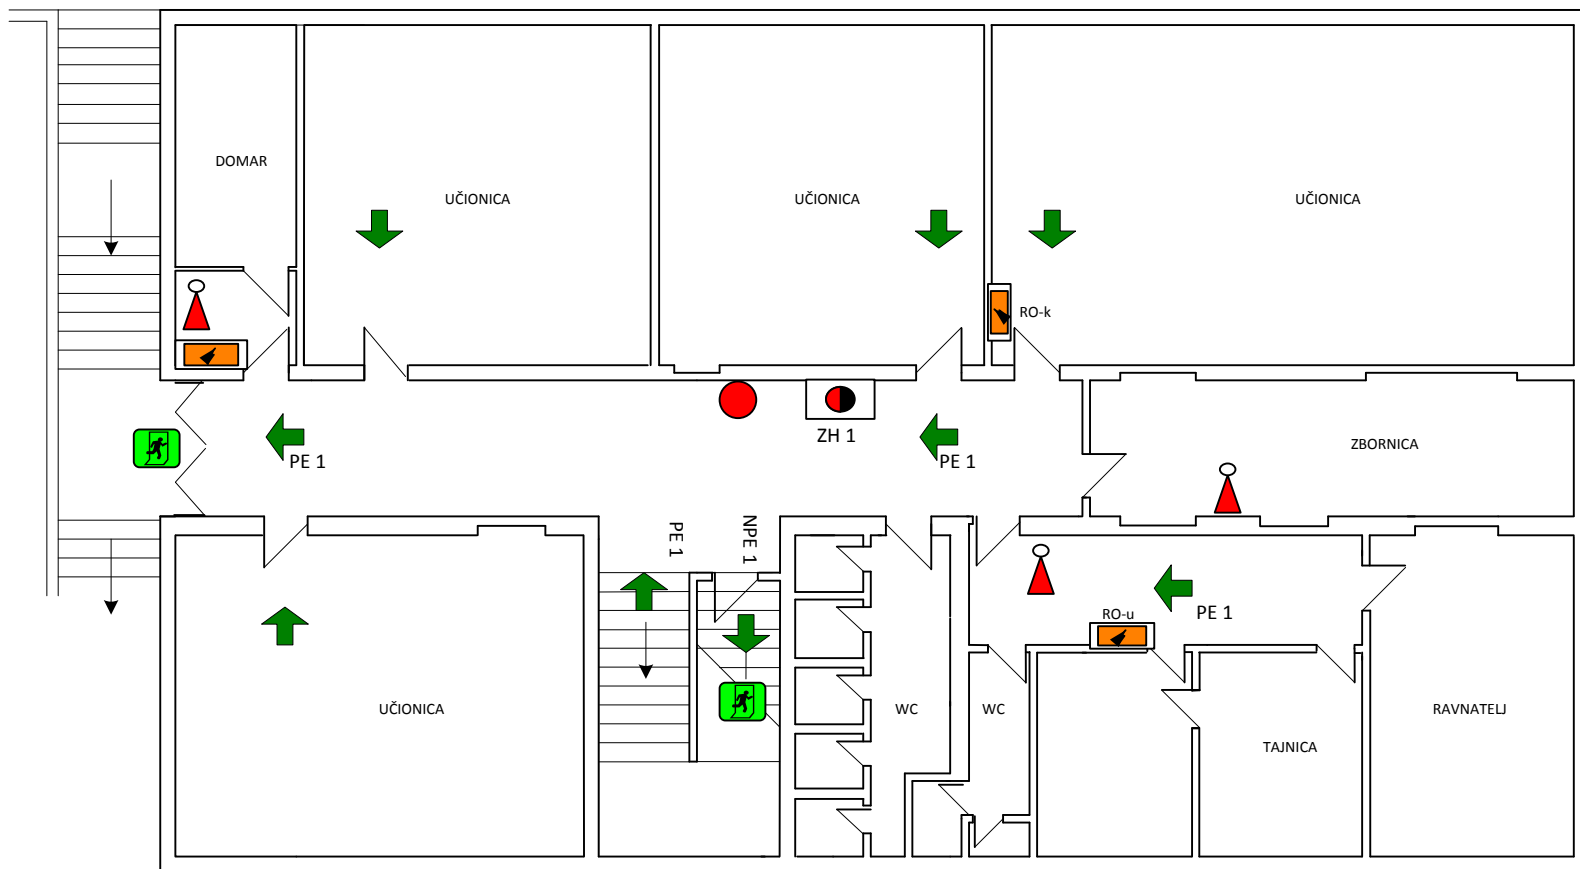 DOMAR
UČIONICA
UČIONICA
UČIONICA
RO-k
ZH 1
PE 1
PE 1
ZBORNICA
PE 1
NPE 1
RO-u
PE 1
UČIONICA
WC
WC
TAJNICA
RAVNATELJ